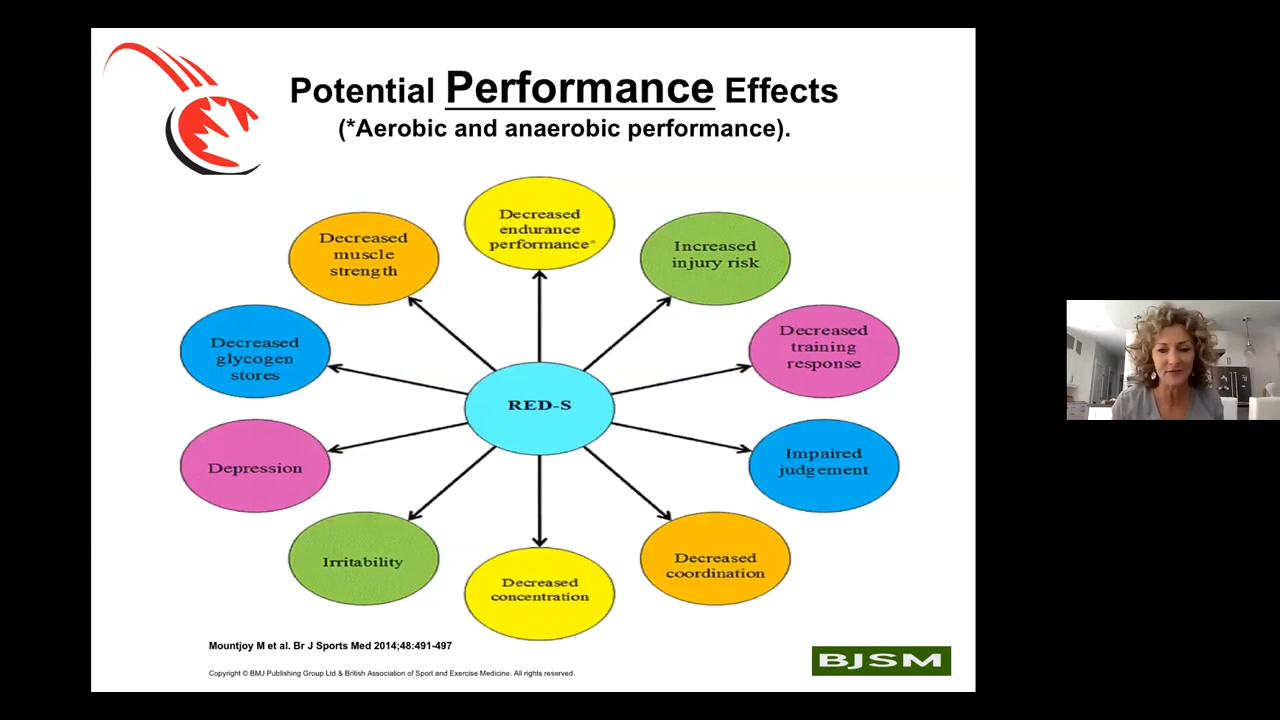 Potential Performance Effects
(*Aerobic and anaerobic performance).
Decreased
endurance
performance*
Increased
injury risk
Decreased
training
response
Impaired
judgement
Decreased
coordination
Decreased
concentration
Irritability
Depression
Decreased
glycogen
stores
Decreased
muscle
strength
RED-S
Mountjoy M et al. Br J Sports Med 2014;48:491-497
Copyright © BMJ Publishing Group Ltd & British Association of Sport and Exercise Medicine. All rights reserved.
BJSM